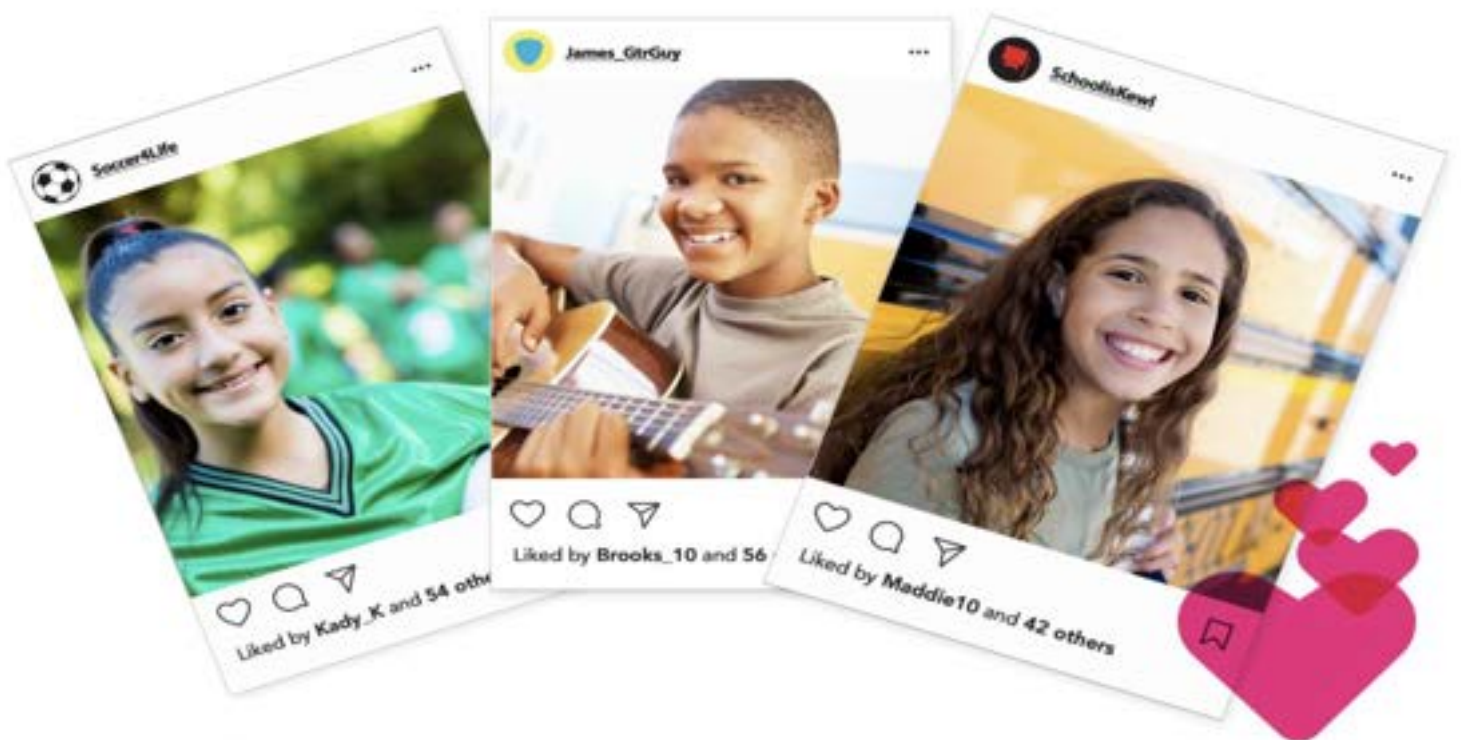 Soccer4Life
Liked by Kady_K and 54 othe
James_GtrGuy
Liked by Brooks_10 and 56
SchoolisKewl
Liked by Maddie10 and 42 others